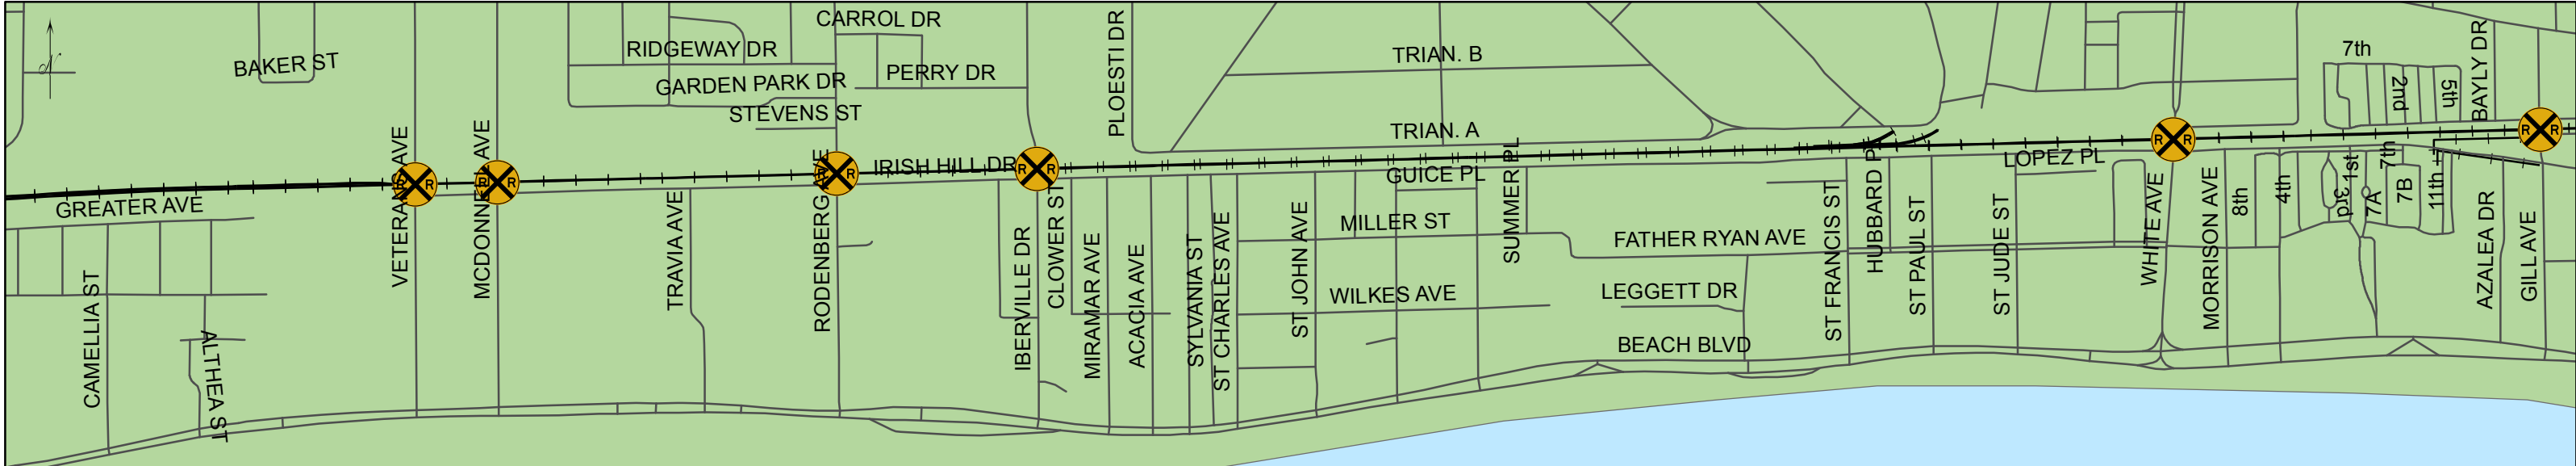 CARROL DR
PLOESTI DR
BAYLY DR
RIDGEWAY DR
7th
TRIAN. B
BAKER ST
N
PERRY DR
GARDEN PARK DR
2nd
5th
STEVENS ST
TRIAN. A
R R
R R
R R
R R
R R
R R
IRISH HILL DR
LOPEZ PL
GUICE PL
GREATER AVE
VETERANS AVE
MCDONNELL AVE
TRAVIA AVE
RODENBERG AVE
IBERVILLE DR
CLOWER ST
MIRAMAR AVE
ACACIA AVE
SYLVANIA ST
ST CHARLES AVE
ST JOHN AVE
MILLER ST
SUMMER PL
FATHER RYAN AVE
WILKES AVE
LEGGETT DR
BEACH BLVD
ST FRANCIS ST
HUBBARD PL
ST PAUL ST
ST JUDE ST
WHITE AVE
MORRISON AVE
8th
4th
3rd
1st
7th
7A
7B
11th
AZALEA DR
GILL AVE
CAMELLIA ST
ALTHEA ST